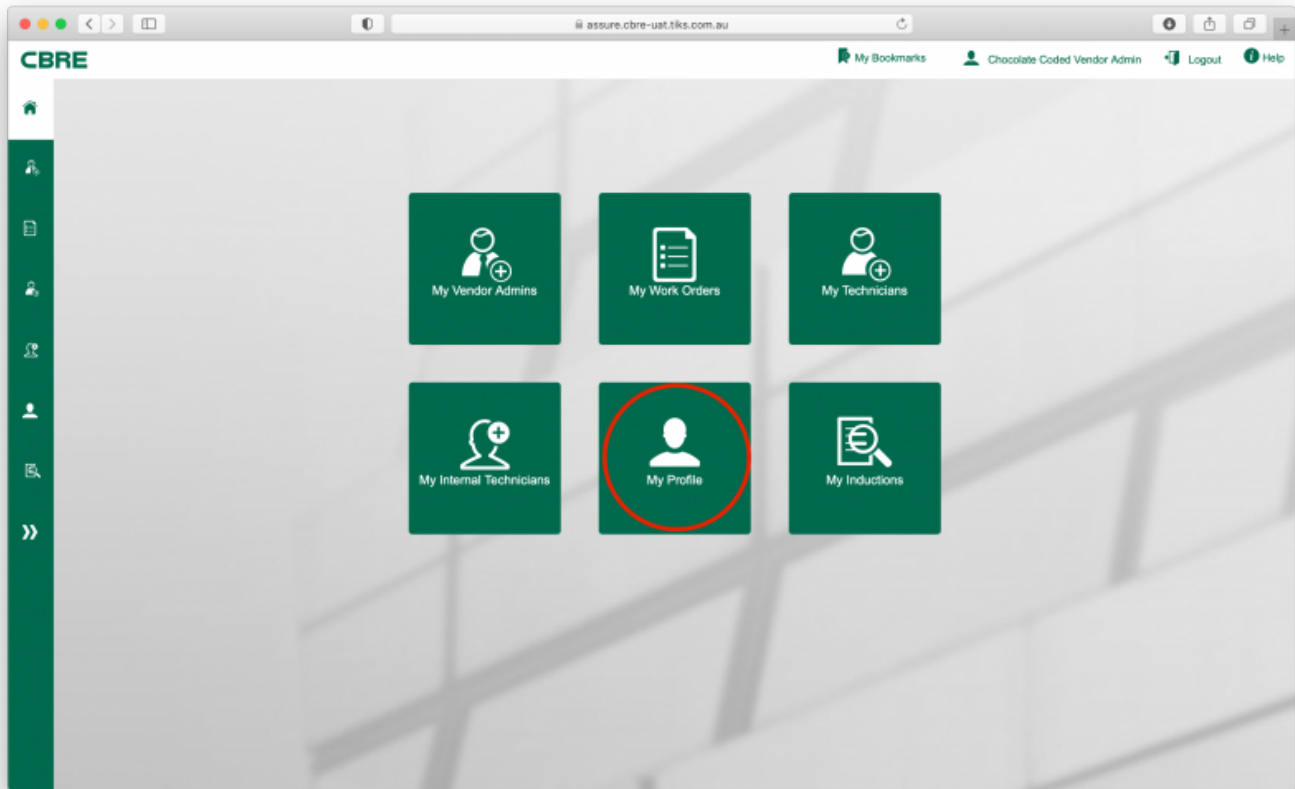 assure.cbre-uat.tiks.com.au
CBRE
My Bookmarks
Chocolate Coded Vendor Admin
Logout
Help
My Vendor Admins
My Work Orders
My Technicians
My Internal Technicians
My Profile
My Inductions